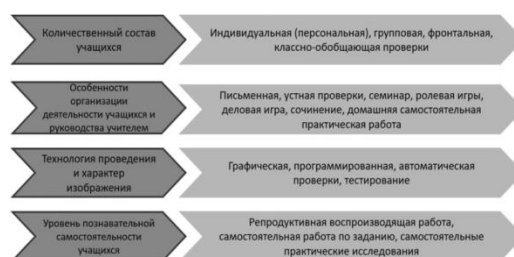 Количественный состав
учащихся
Индивидуальная (персональная), групповая, фронтальная,
классно-обобщающая проверки
Особенности
организации
деятельности учащихся и
руководства учителем
Письменная, устная проверки, семинар, ролевая игры,
деловая игра, сочинение, домашняя самостоятельная
практическая работа
Технология проведения
и характер
изображения
Графическая, программированная, автоматическая
проверки, тестирование
Уровень познавательной
самостоятельности
учащихся
Репродуктивная воспроизводящая работа,
самостоятельная работа по заданию, самостоятельные
практические исследования